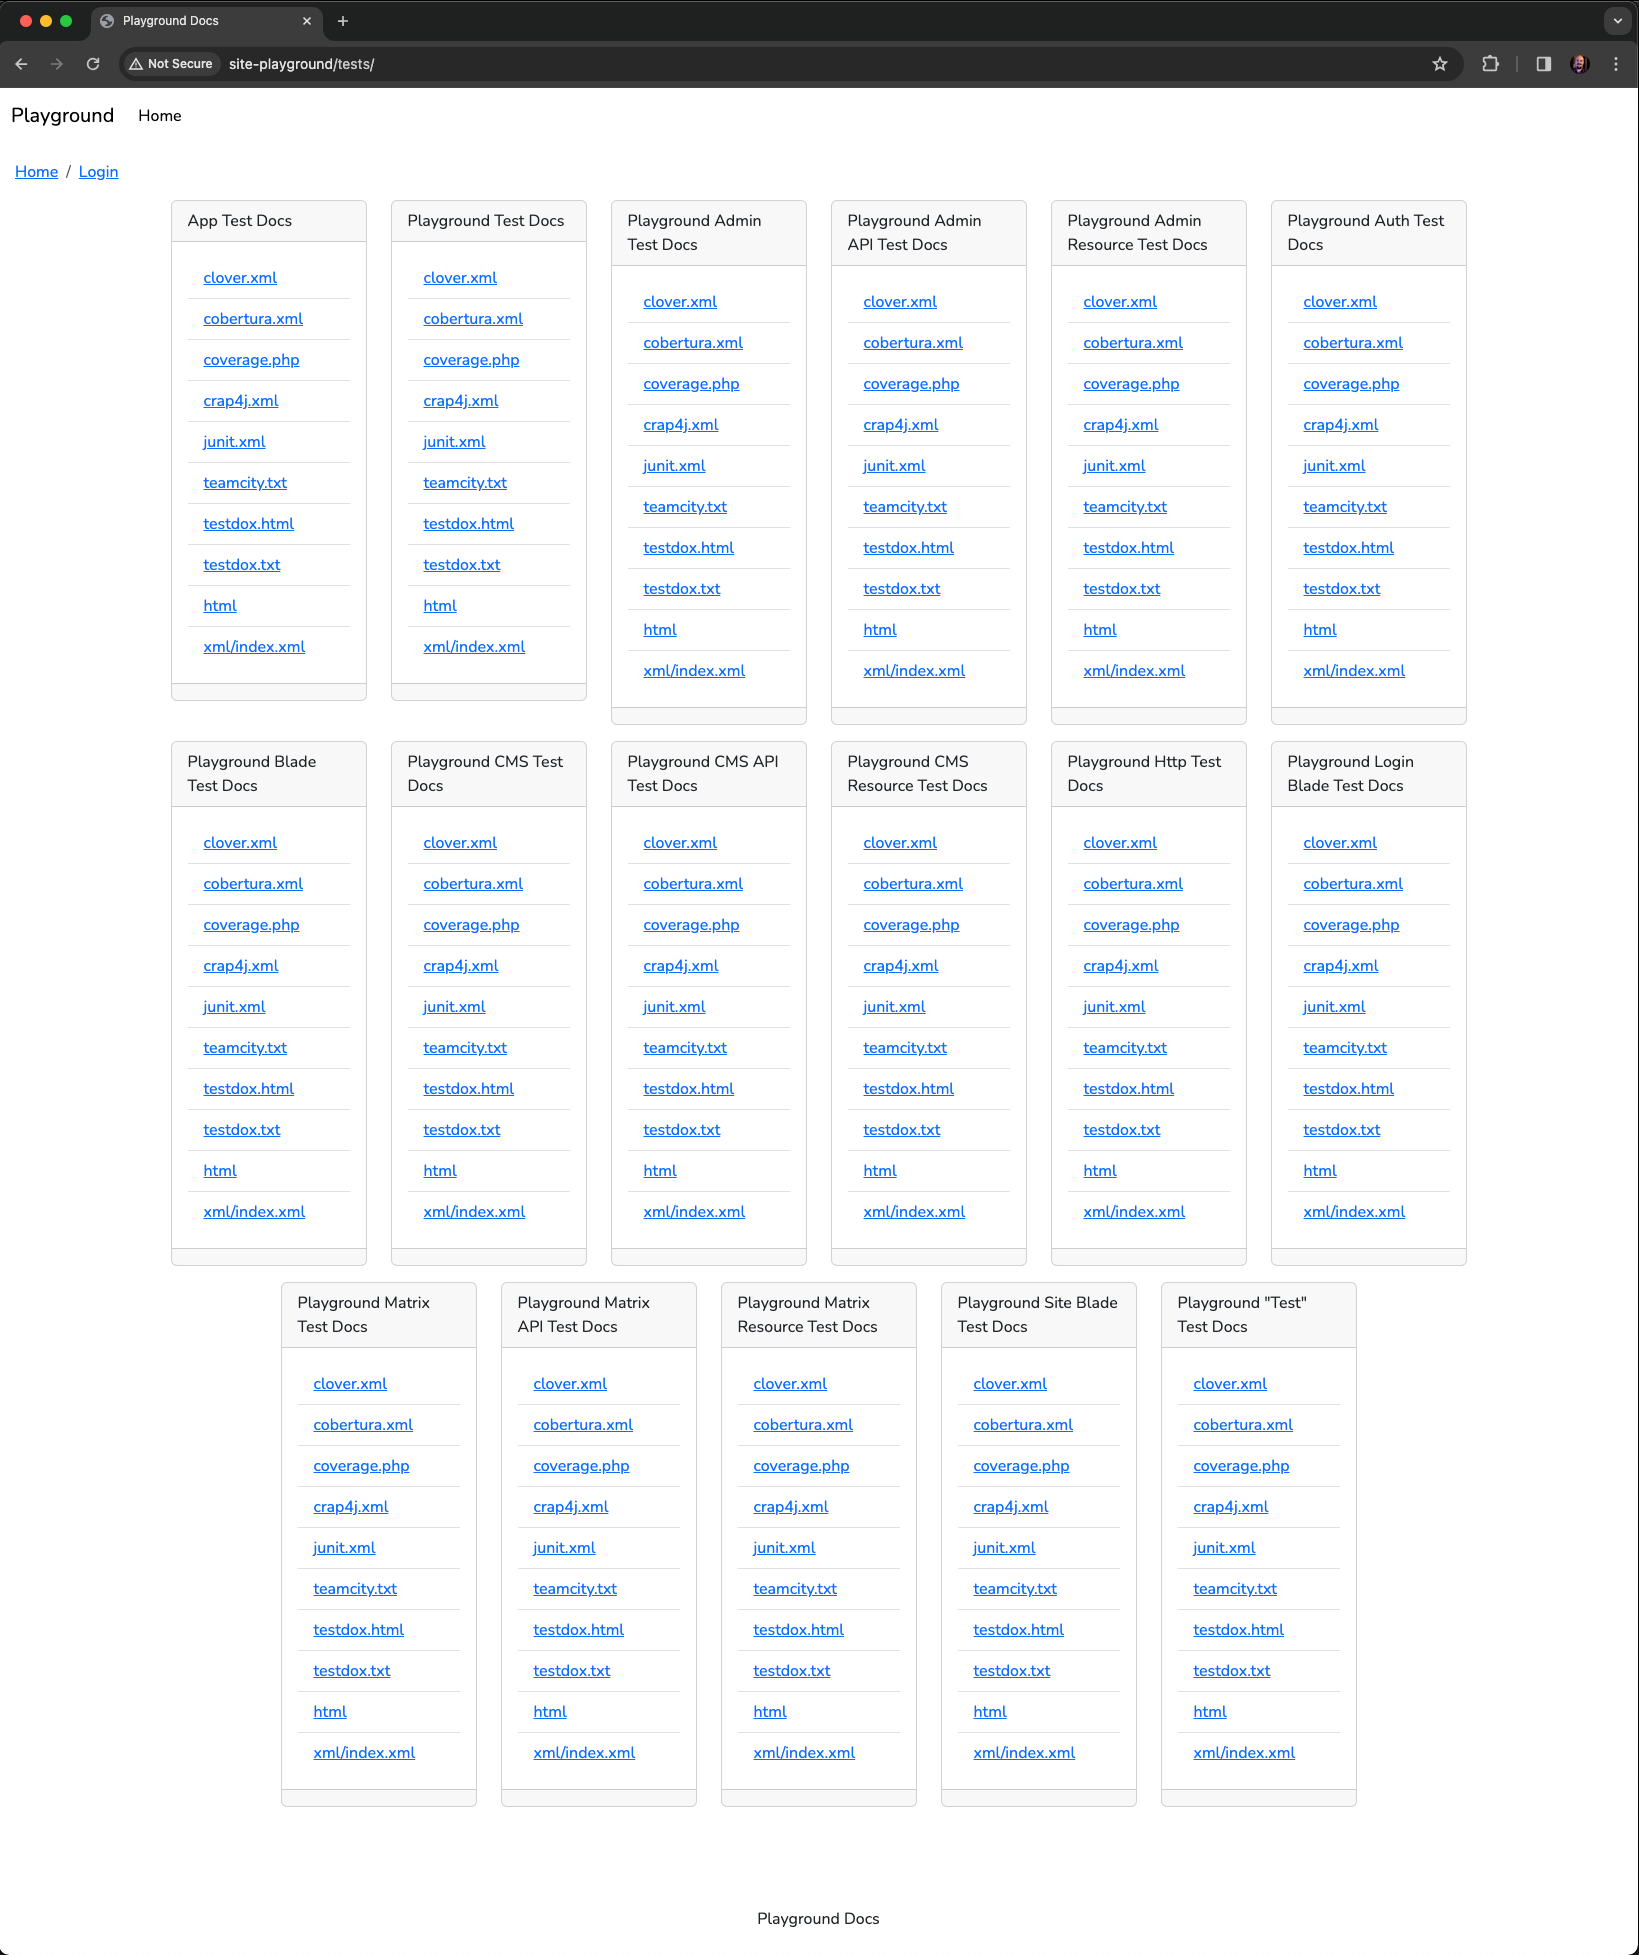 Playground Docs
Not Secure site-playground/tests/
Playground Home
Home / Login
App Test Docs
clover.xml
cobertura.xml
coverage.php
crap4j.xml
junit.xml
teamcity.txt
testdox.html
testdox.txt
html
xml/index.xml
Playground Test Docs
clover.xml
cobertura.xml
coverage.php
crap4j.xml
junit.xml
teamcity.txt
testdox.html
testdox.txt
html
xml/index.xml
Playground Admin
Test Docs
clover.xml
cobertura.xml
coverage.php
crap4j.xml
junit.xml
teamcity.txt
testdox.html
testdox.txt
html
xml/index.xml
Playground Admin
API Test Docs
clover.xml
cobertura.xml
coverage.php
crap4j.xml
junit.xml
teamcity.txt
testdox.html
testdox.txt
html
xml/index.xml
Playground Admin
Resource Test Docs
clover.xml
cobertura.xml
coverage.php
crap4j.xml
junit.xml
teamcity.txt
testdox.html
testdox.txt
html
xml/index.xml
Playground Auth Test
Docs
clover.xml
cobertura.xml
coverage.php
crap4j.xml
junit.xml
teamcity.txt
testdox.html
testdox.txt
html
xml/index.xml
Playground Blade
Test Docs
clover.xml
cobertura.xml
coverage.php
crap4j.xml
junit.xml
teamcity.txt
testdox.html
testdox.txt
html
xml/index.xml
Playground CMS Test
Docs
clover.xml
cobertura.xml
coverage.php
crap4j.xml
junit.xml
teamcity.txt
testdox.html
testdox.txt
html
xml/index.xml
Playground CMS API
Test Docs
clover.xml
cobertura.xml
coverage.php
crap4j.xml
junit.xml
teamcity.txt
testdox.html
testdox.txt
html
xml/index.xml
Playground CMS
Resource Test Docs
clover.xml
cobertura.xml
coverage.php
crap4j.xml
junit.xml
teamcity.txt
testdox.html
testdox.txt
html
xml/index.xml
Playground Http Test
Docs
clover.xml
cobertura.xml
coverage.php
crap4j.xml
junit.xml
teamcity.txt
testdox.html
testdox.txt
html
xml/index.xml
Playground Login
Blade Test Docs
clover.xml
cobertura.xml
coverage.php
crap4j.xml
junit.xml
teamcity.txt
testdox.html
testdox.txt
html
xml/index.xml
Playground Matrix
Test Docs
clover.xml
cobertura.xml
coverage.php
crap4j.xml
junit.xml
teamcity.txt
testdox.html
testdox.txt
html
xml/index.xml
Playground Matrix
API Test Docs
clover.xml
cobertura.xml
coverage.php
crap4j.xml
junit.xml
teamcity.txt
testdox.html
testdox.txt
html
xml/index.xml
Playground Matrix
Resource Test Docs
clover.xml
cobertura.xml
coverage.php
crap4j.xml
junit.xml
teamcity.txt
testdox.html
testdox.txt
html
xml/index.xml
Playground Site Blade
Test Docs
clover.xml
cobertura.xml
coverage.php
crap4j.xml
junit.xml
teamcity.txt
testdox.html
testdox.txt
html
xml/index.xml
Playground "Test"
Test Docs
clover.xml
cobertura.xml
coverage.php
crap4j.xml
junit.xml
teamcity.txt
testdox.html
testdox.txt
html
xml/index.xml
Playground Docs